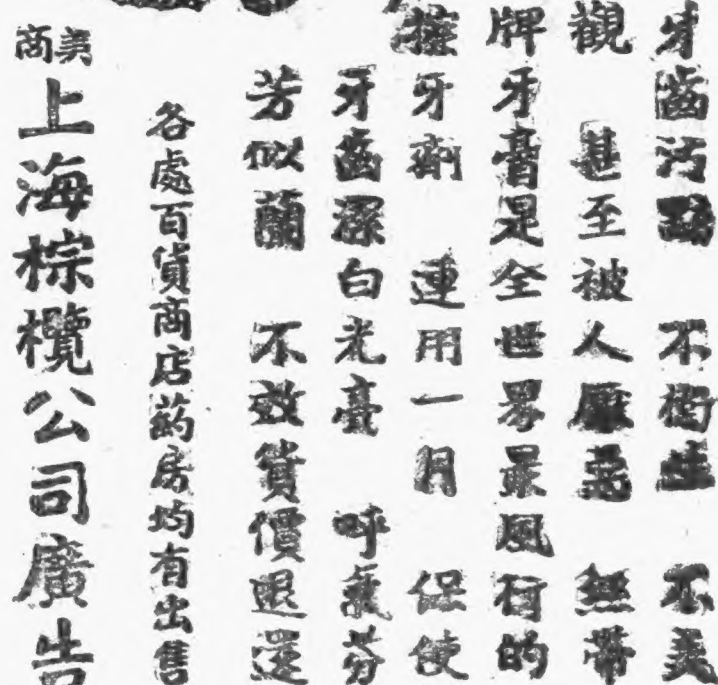 牙齒污 不衛生 不美
觀 甚至被人厭惡 無帶
牌牙膏是全世界最風行的
擦牙劑 連用一月 保使
牙齒潔白光臺 呼氣芬
芳似蘭 不效貨價退還
各處百貨商店葯房均有出售
美商
上海棕欖公司廣告